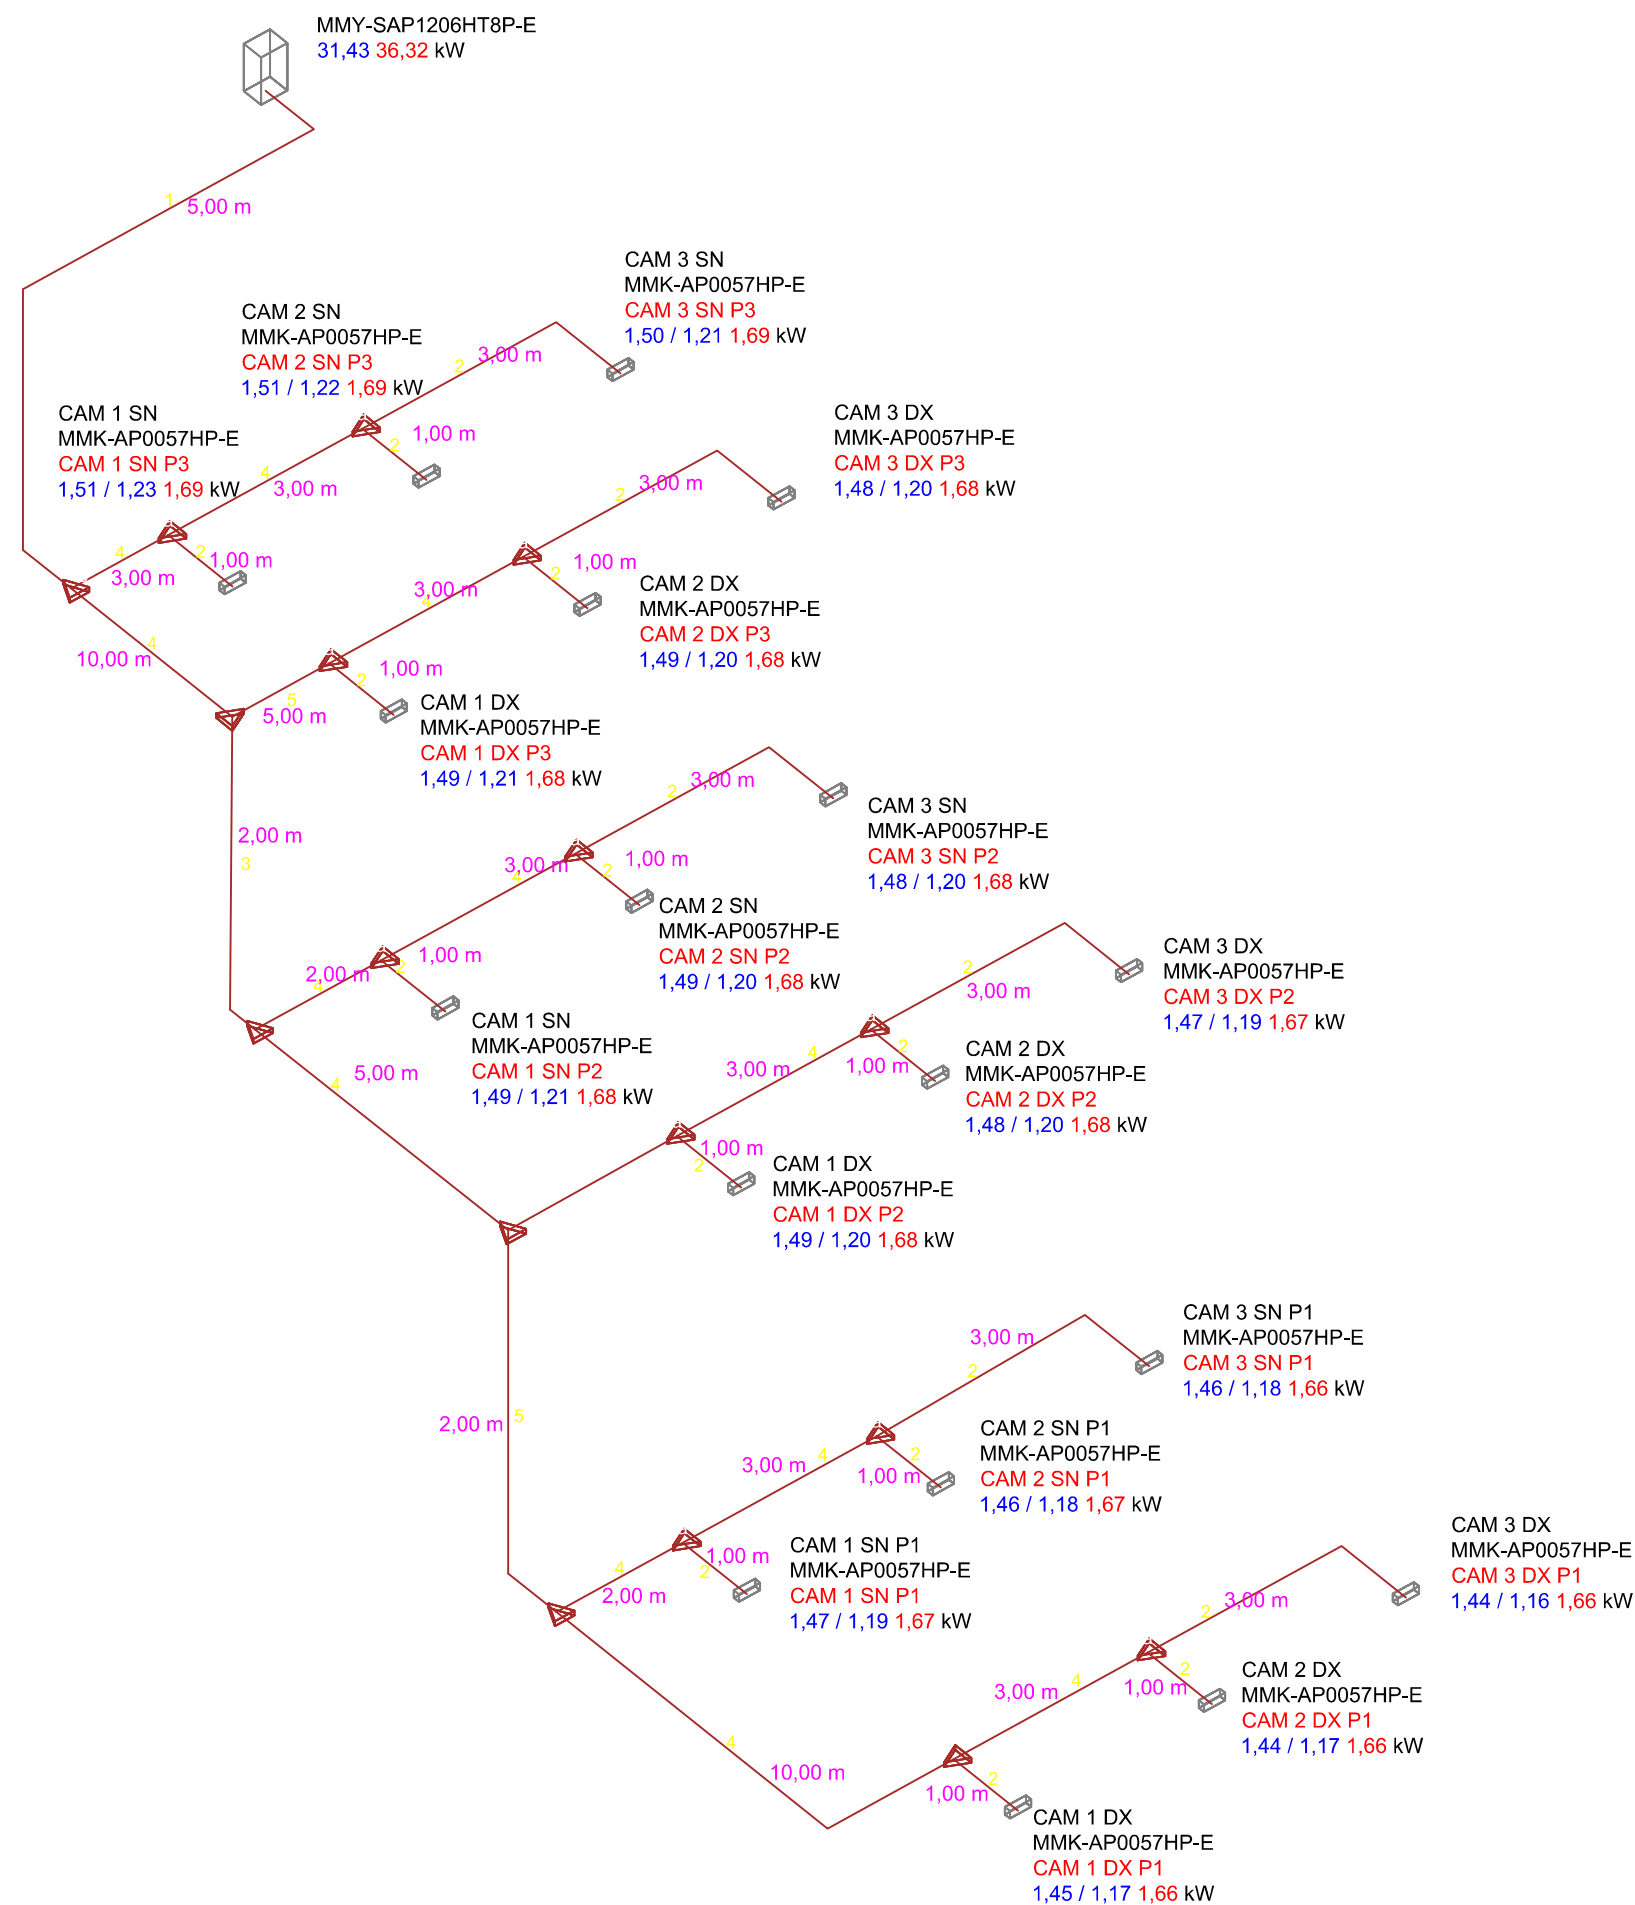 MMY-SAP1206HT8P-E
31,43 36,32 kW
1
5,00 m
CAM 3 SN
MMK-AP0057HP-E
CAM 3 SN P3
1,50 / 1,21 1,69 kW
CAM 2 SN
MMK-AP0057HP-E
CAM 2 SN P3
1,51 / 1,22 1,69 kW
2
3,00 m
CAM 1 SN
MMK-AP0057HP-E
CAM 1 SN P3
1,51 / 1,23 1,69 kW
2
1,00 m
4
3,00 m
4
3,00 m
2
1,00 m
CAM 3 DX
MMK-AP0057HP-E
CAM 3 DX P3
1,48 / 1,20 1,68 kW
2
3,00 m
2
1,00 m
CAM 2 DX
MMK-AP0057HP-E
CAM 2 DX P3
1,49 / 1,20 1,68 kW
3,00 m
4
4
10,00 m
2
1,00 m
5
5,00 m
CAM 1 DX
MMK-AP0057HP-E
CAM 1 DX P3
1,49 / 1,21 1,68 kW
2,00 m
3
2
3,00 m
CAM 3 SN
MMK-AP0057HP-E
CAM 3 SN P2
1,48 / 1,20 1,68 kW
3,00 m
4
2
1,00 m
CAM 2 SN
MMK-AP0057HP-E
CAM 2 SN P2
1,49 / 1,20 1,68 kW
2,00 m
4
2
1,00 m
CAM 1 SN
MMK-AP0057HP-E
CAM 1 SN P2
1,49 / 1,21 1,68 kW
4
5,00 m
2
3,00 m
CAM 3 DX
MMK-AP0057HP-E
CAM 3 DX P2
1,47 / 1,19 1,67 kW
3,00 m
4
2
1,00 m
CAM 2 DX
MMK-AP0057HP-E
CAM 2 DX P2
1,48 / 1,20 1,68 kW
1,00 m
2
CAM 1 DX
MMK-AP0057HP-E
CAM 1 DX P2
1,49 / 1,20 1,68 kW
2,00 m
5
3,00 m
2
CAM 3 SN P1
MMK-AP0057HP-E
CAM 3 SN P1
1,46 / 1,18 1,66 kW
3,00 m
4
2
1,00 m
CAM 2 SN P1
MMK-AP0057HP-E
CAM 2 SN P1
1,46 / 1,18 1,67 kW
4
2,00 m
1,00 m
2
CAM 1 SN P1
MMK-AP0057HP-E
CAM 1 SN P1
1,47 / 1,19 1,67 kW
CAM 3 DX
MMK-AP0057HP-E
CAM 3 DX P1
1,44 / 1,16 1,66 kW
2
3,00 m
3,00 m
4
2
1,00 m
CAM 2 DX
MMK-AP0057HP-E
CAM 2 DX P1
1,44 / 1,17 1,66 kW
4
10,00 m
2
1,00 m
CAM 1 DX
MMK-AP0057HP-E
CAM 1 DX P1
1,45 / 1,17 1,66 kW